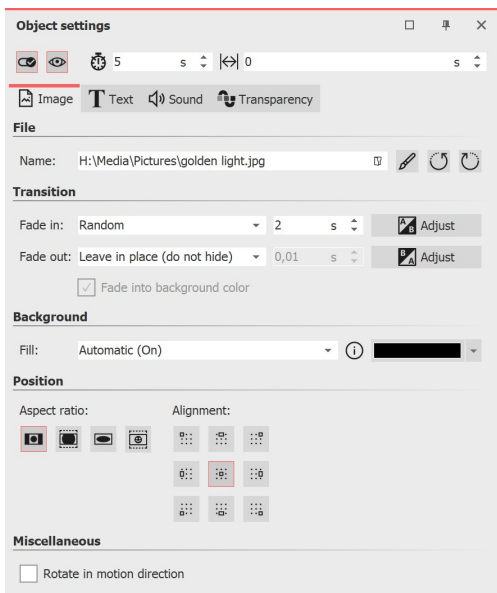 Object settings
5 s 0 s
Image Text Sound Transparency
File
Name: H:\Media\Pictures\golden light.jpg
Transition
Fade in: Random 2 s Adjust
Fade out: Leave in place (do not hide) 0,01 s Adjust
Fade into background color
Background
Fill: Automatic (On)
Position
Aspect ratio: Alignment:
Miscellaneous
Rotate in motion direction